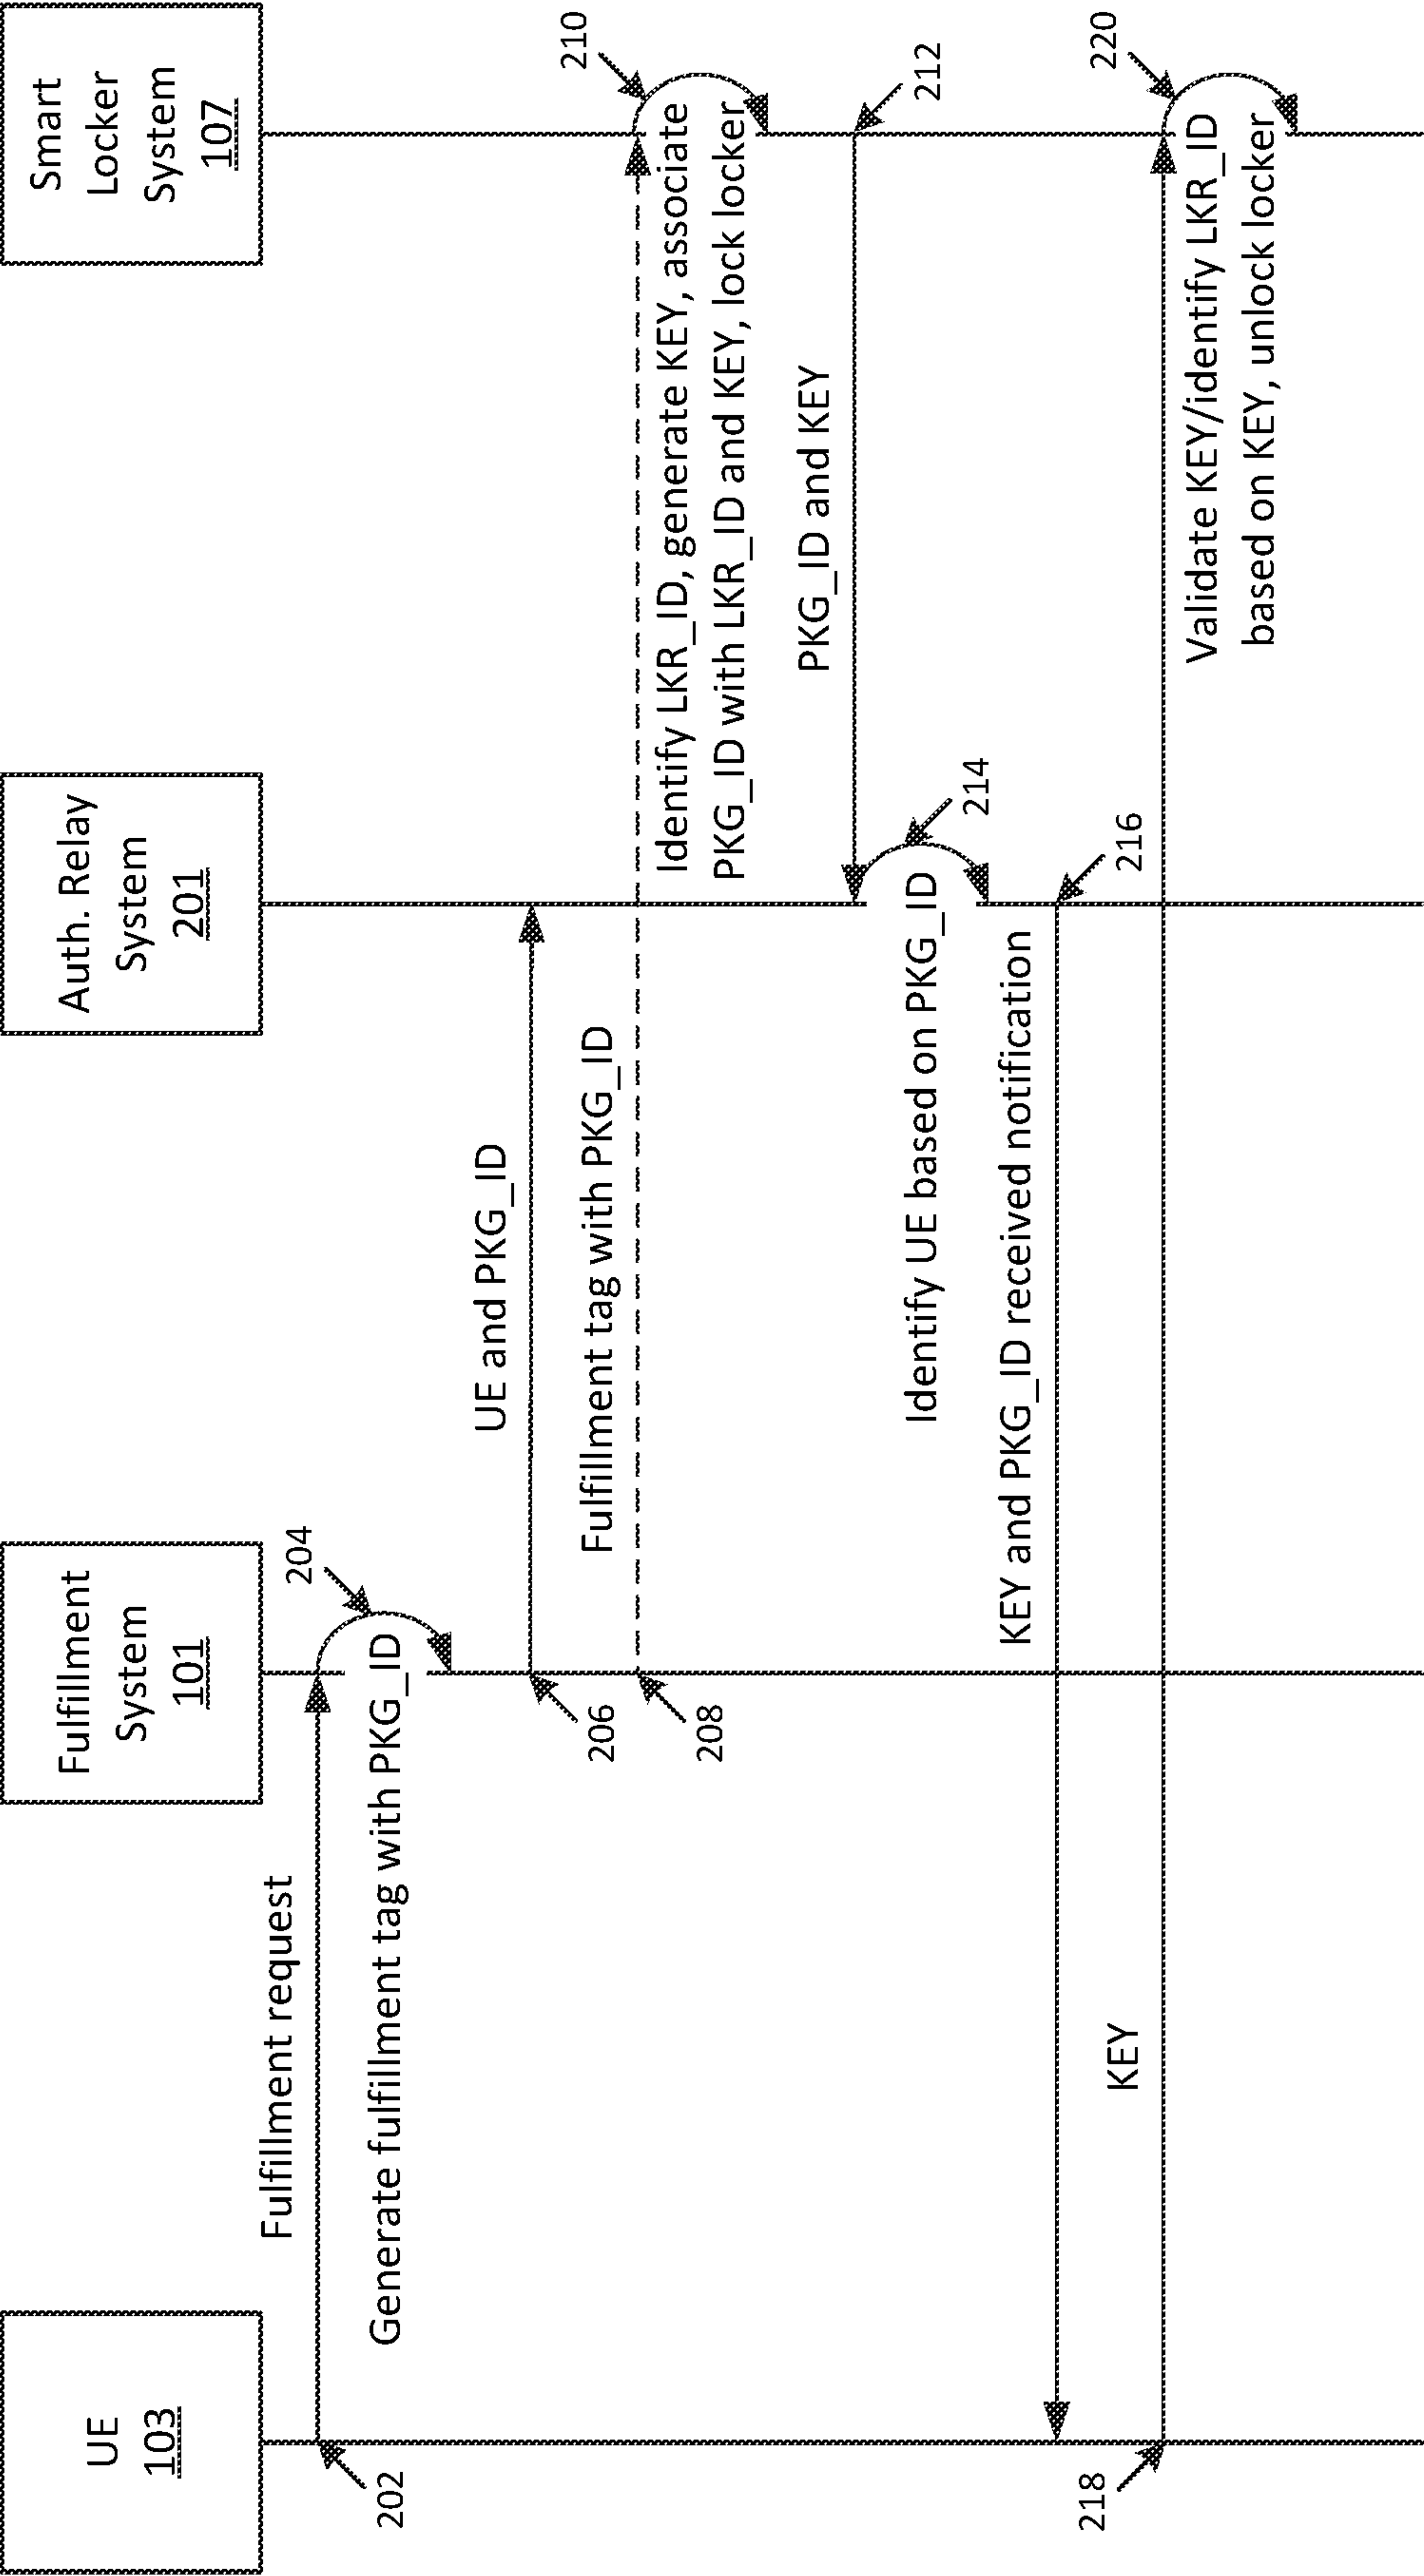 UE
103
Fulfillment
System
101
Auth. Relay
System
201
Smart
Locker
System
107
Fulfillment request
202
204
Generate fulfillment tag with PKG_ID
UE and PKG_ID
206
Fulfillment tag with PKG_ID
208
210
Identify LKR_ID, generate KEY, associate
PKG_ID with LKR_ID and KEY, lock locker
PKG_ID and KEY
212
214
Identify UE based on PKG_ID
KEY and PKG_ID received notification
216
KEY
218
220
Validate KEY/identify LKR_ID
based on KEY, unlock locker